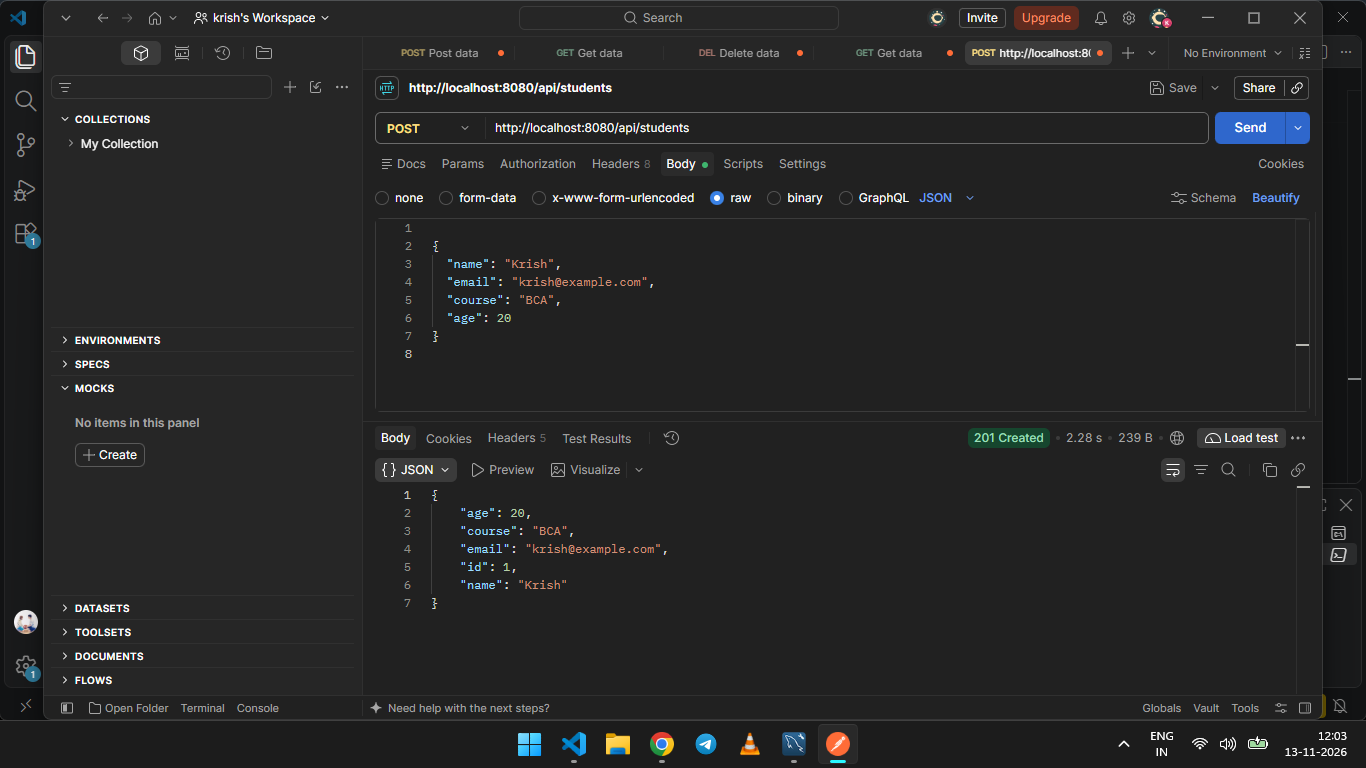 krish's Workspace
Search
Invite
Upgrade
K
POST Post data
GET Get data
DEL Delete data
GET Get data
POST http://localhost:8
No Environment
HTTP
http://localhost:8080/api/students
Save
Share
COLLECTIONS
My Collection
POST
http://localhost:8080/api/students
Send
Docs
Params
Authorization
Headers 8
Body
Scripts
Settings
Cookies
none
form-data
x-www-form-urlencoded
raw
binary
GraphQL
JSON
Schema
Beautify
1
2 {
3 "name": "Krish",
4 "email": "krish@example.com",
5 "course": "BCA",
6 "age": 20
7 }
8
1
ENVIRONMENTS
SPECS
MOCKS
No items in this panel
Create
Body
Cookies
Headers 5
Test Results
201 Created
2.28 s
239 B
Load test
{} JSON
Preview
Visualize
1 {
2 "age": 20,
3 "course": "BCA",
4 "email": "krish@example.com",
5 "id": 1,
6 "name": "Krish"
7 }
DATASETS
TOOLSETS
DOCUMENTS
FLOWS
1
Open Folder
Terminal
Console
Need help with the next steps?
Globals
Vault
Tools
ENG
IN
12:03
13-11-2026